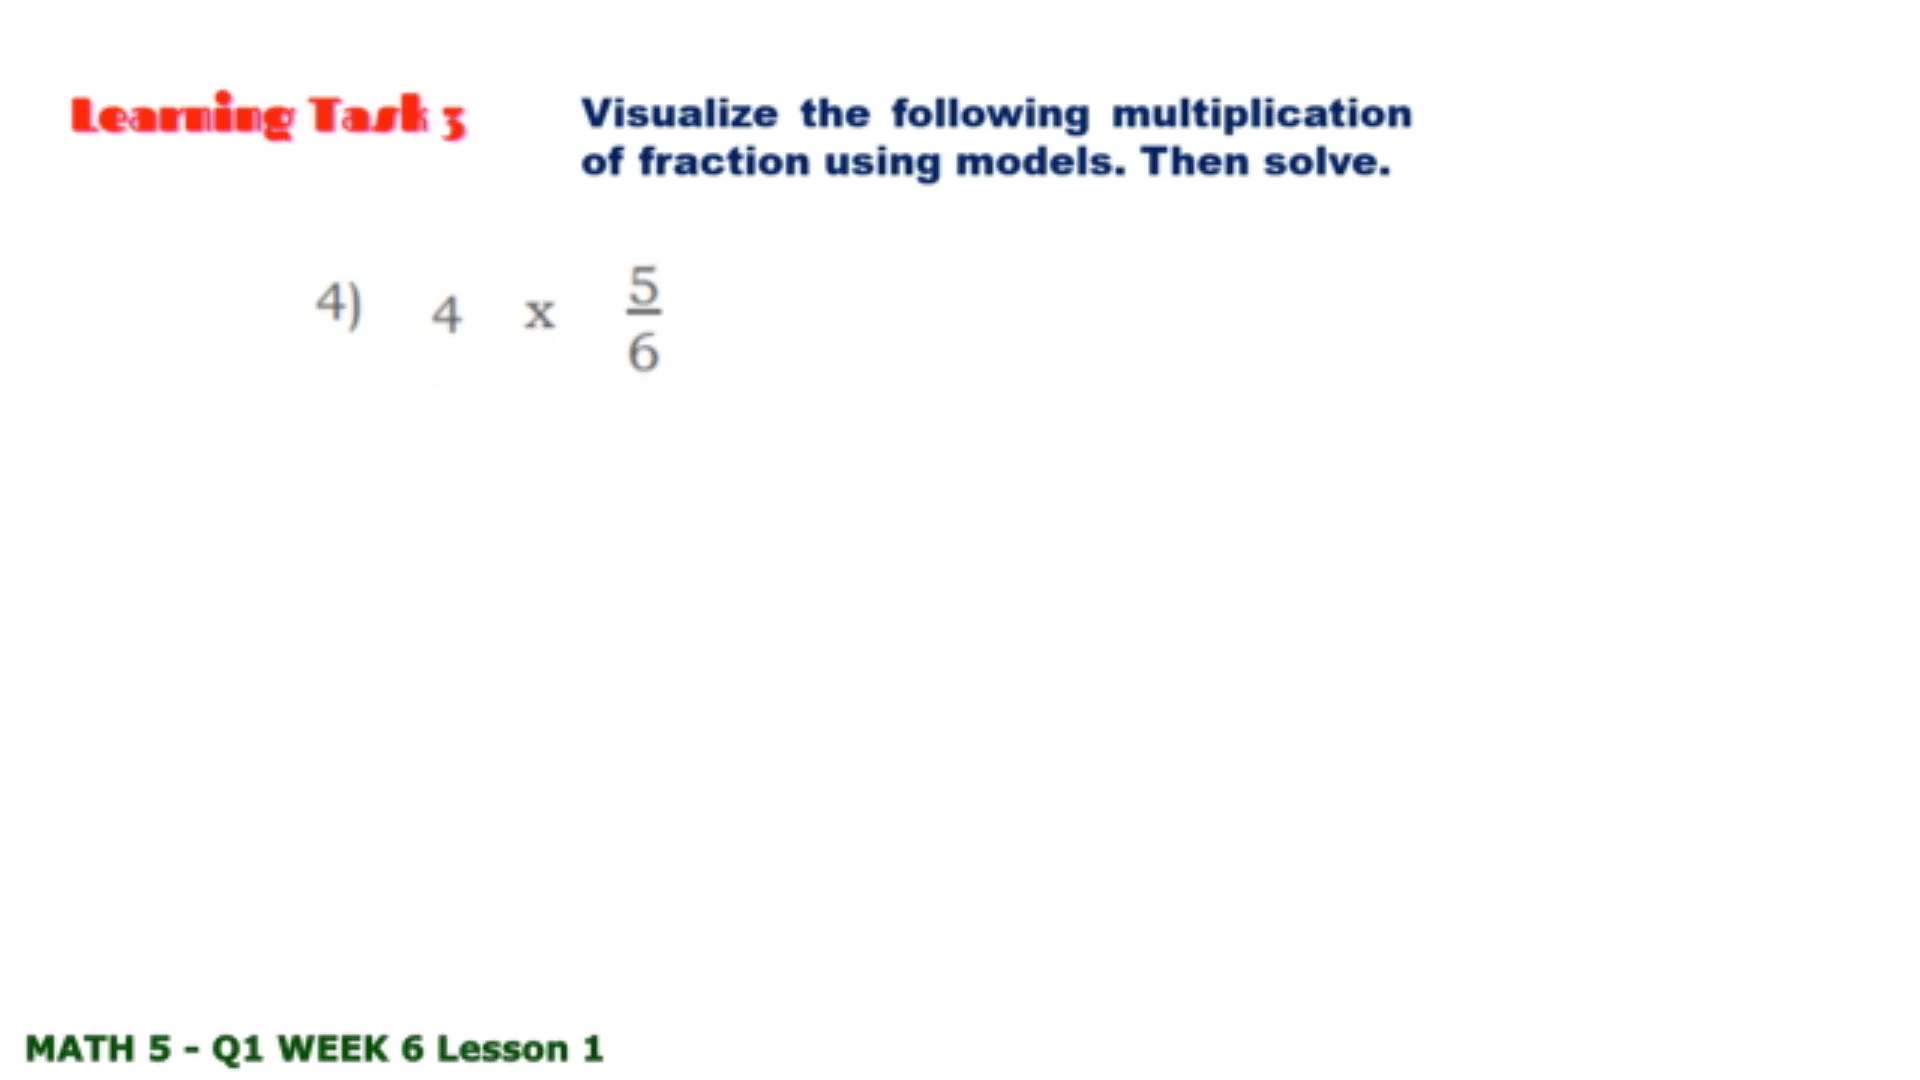 Learning Task 3
Visualize the following multiplication
of fraction using models. Then solve.
4) 4 x 5/6
MATH 5 - Q1 WEEK 6 Lesson 1